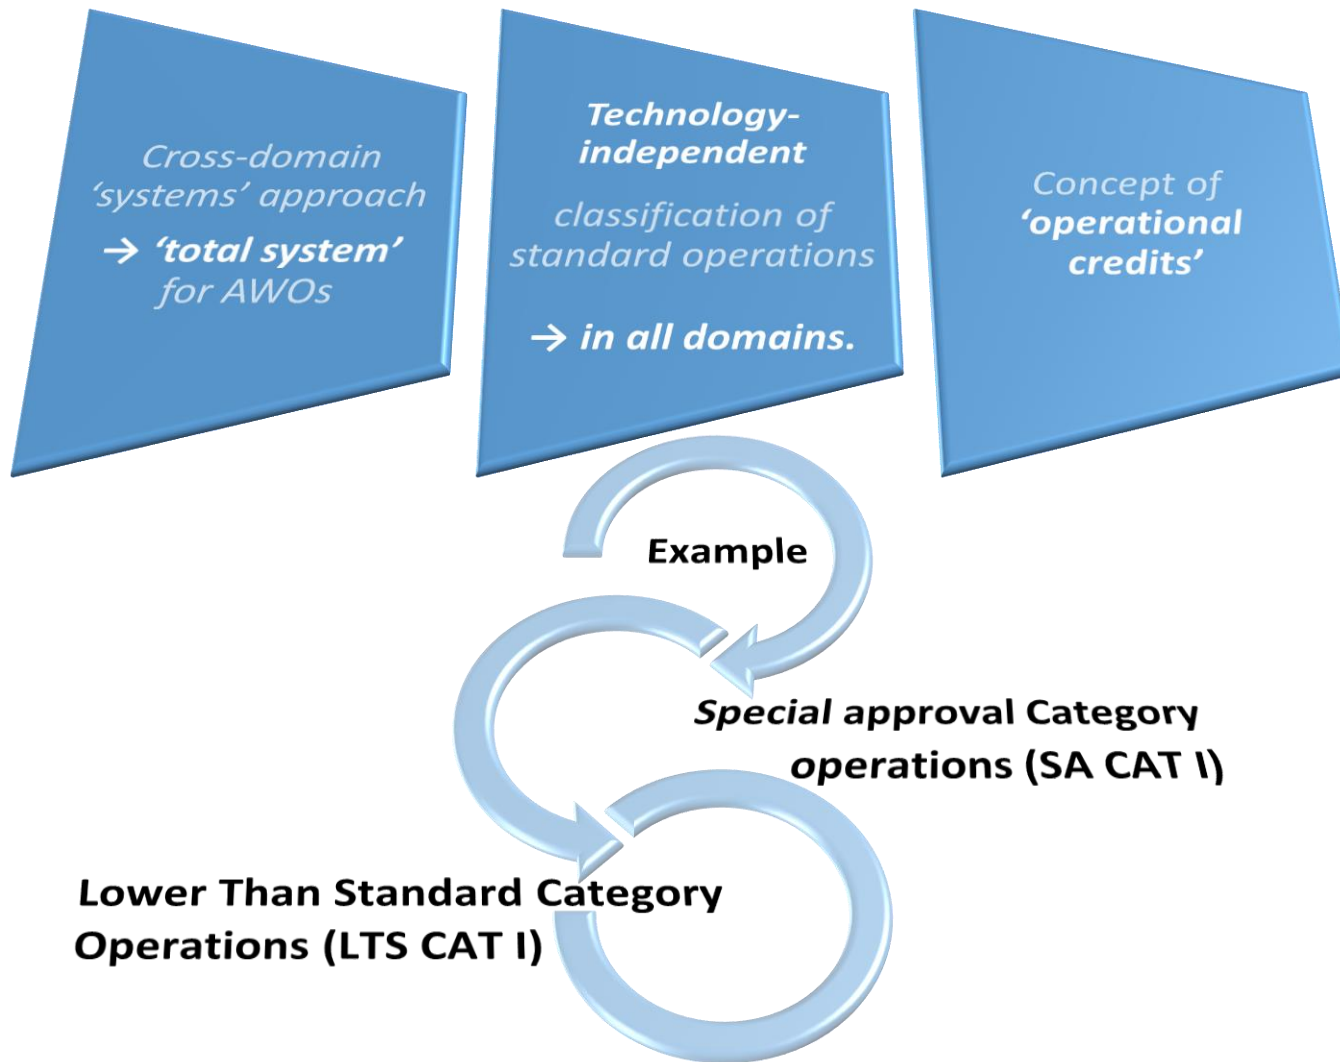 Cross-domain
‘systems’ approach
→ ‘total system’
for AWOs
Technology-
independent
classification of
standard operations
→ in all domains.
Concept of
‘operational
credits’
Example
Special approval Category
operations (SA CAT I)
Lower Than Standard Category
Operations (LTS CAT I)